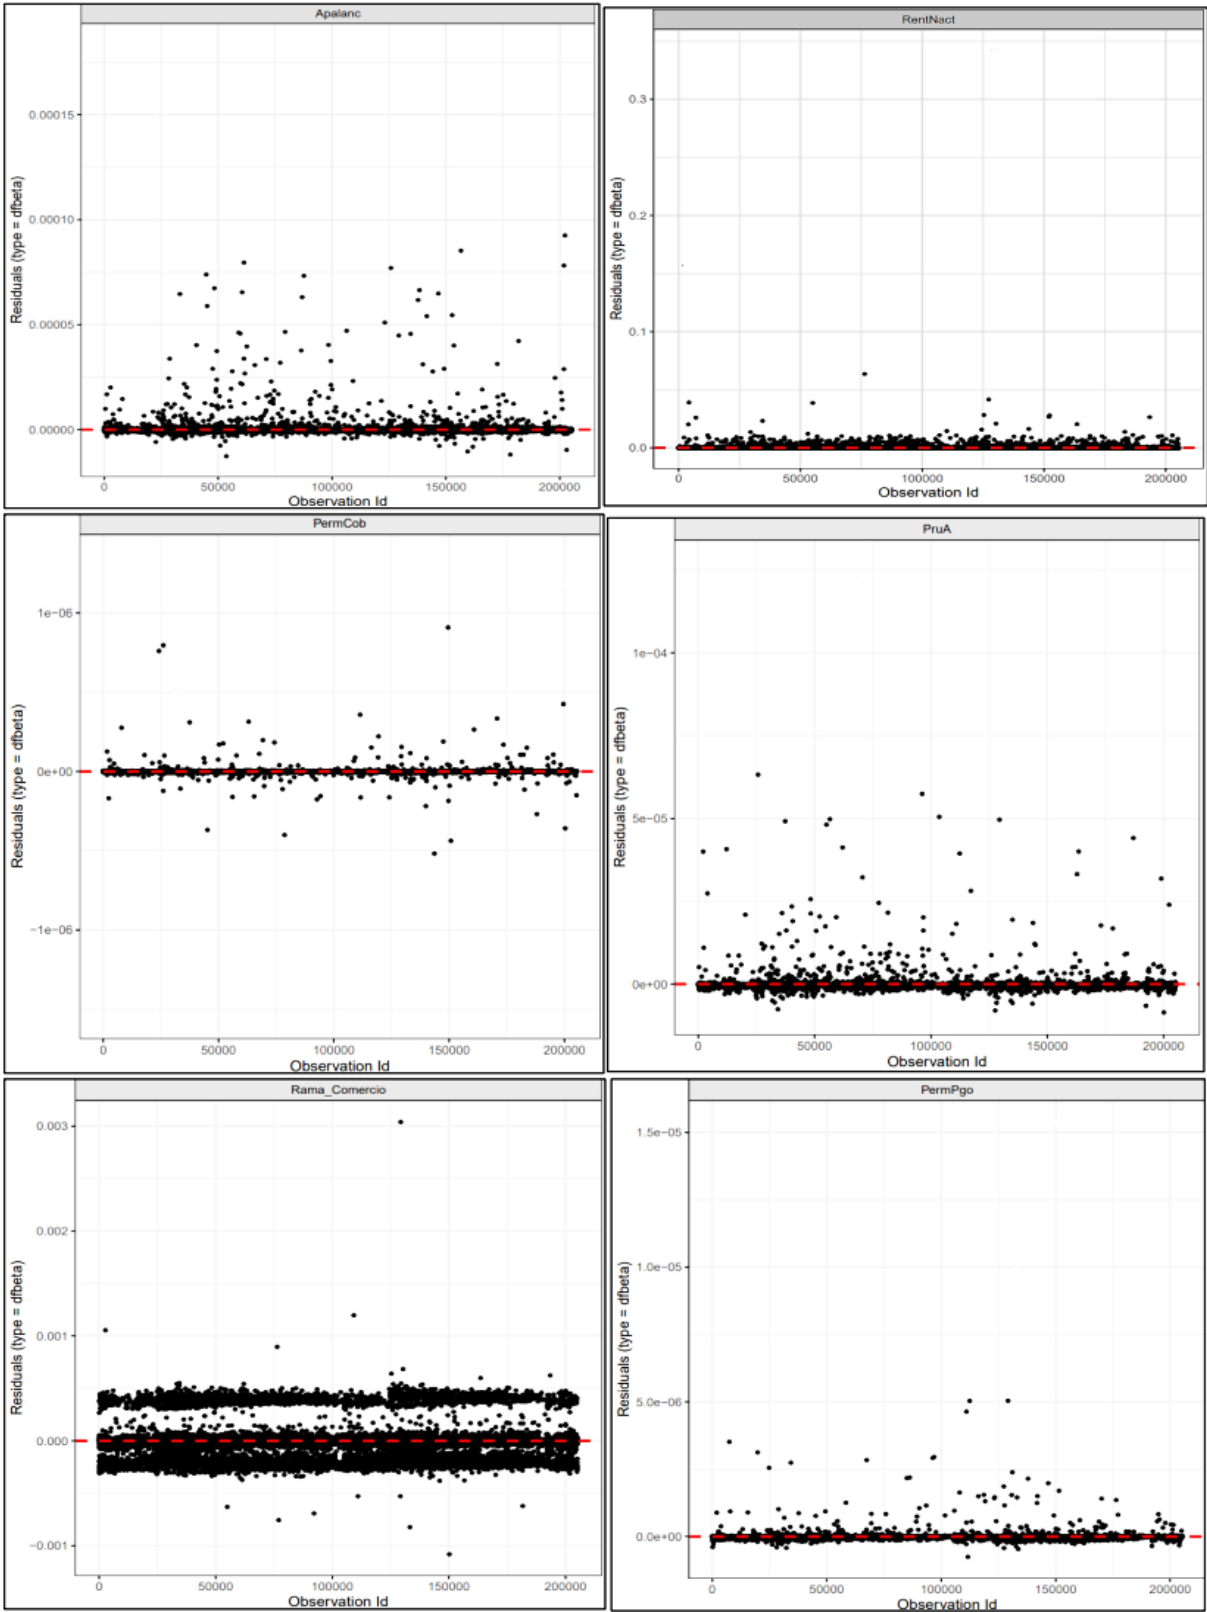 Apalanc
Residuals (type = dfbeta)
0.00015
0.00010
0.00005
0.00000
0 50000 100000 150000 200000
Observation Id
RentNact
Residuals (type = dfbeta)
0.3
0.2
0.1
0.0
0 50000 100000 150000 200000
Observation Id
PermCob
Residuals (type = dfbeta)
1e−06
0e+00
−1e−06
0 50000 100000 150000 200000
Observation Id
PruA
Residuals (type = dfbeta)
1e−04
5e−05
0e+00
0 50000 100000 150000 200000
Observation Id
Rama_Comercio
Residuals (type = dfbeta)
0.003
0.002
0.001
0.000
−0.001
0 50000 100000 150000 200000
Observation Id
PermPgo
Residuals (type = dfbeta)
1.5e−05
1.0e−05
5.0e−06
0.0e+00
0 50000 100000 150000 200000
Observation Id